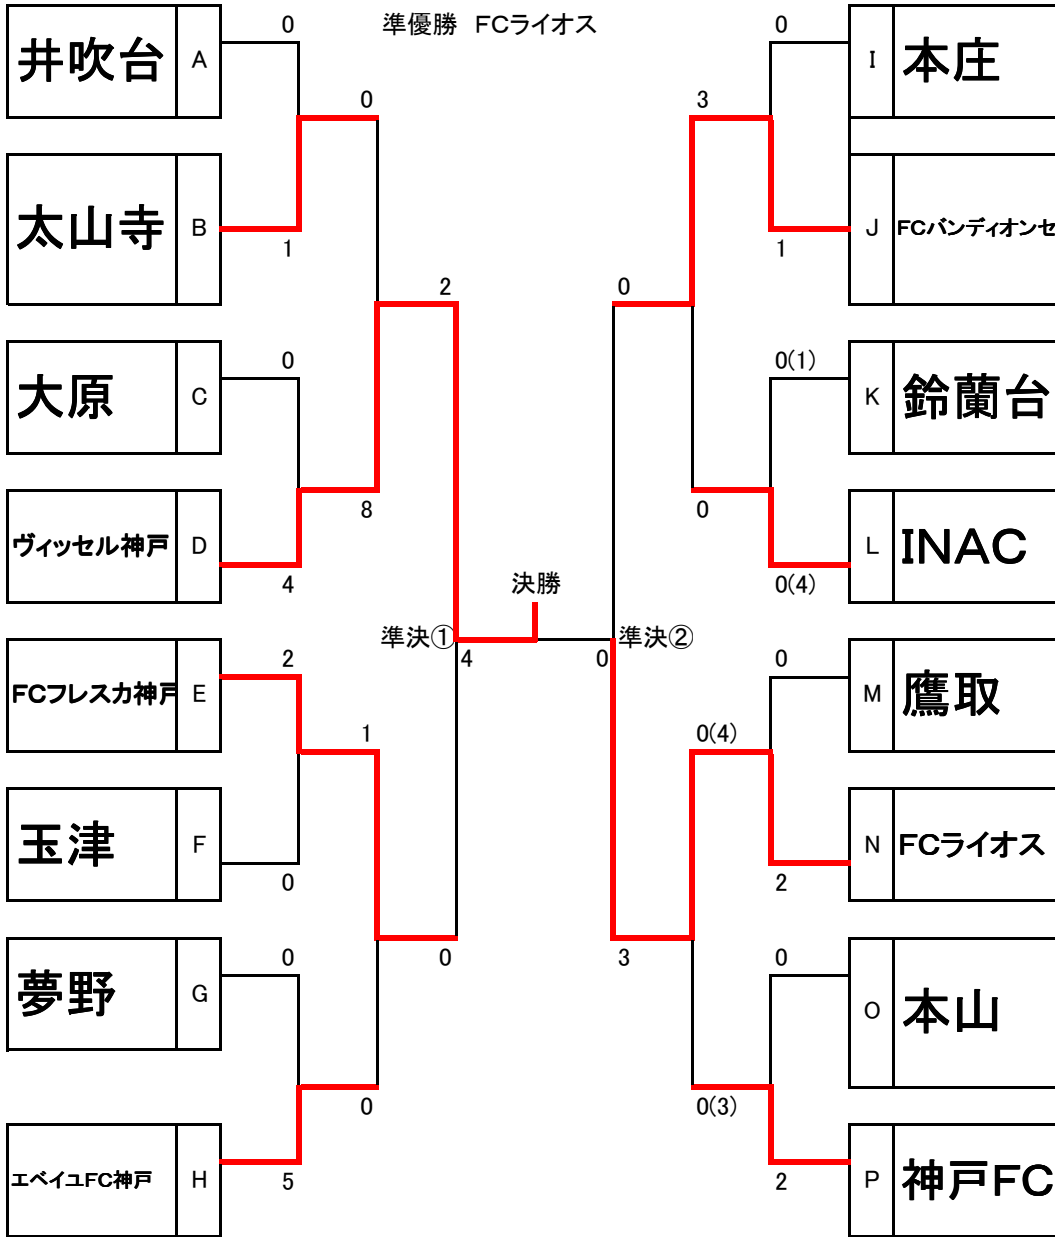 準優勝 FCライオス
0
0
井吹台 A
I 本庄
0
3
太山寺 B
J FCバンディオンセ
1
1
2
0
大原 C
0
0(1)
K 鈴蘭台
8
0
ヴィッセル神戸 D
L INAC
4
0(4)
決勝
準決①
準決②
4
0
FCフレスカ神戸 E
2
0
M 鷹取
1
0(4)
玉津 F
N FCライオス
0
2
夢野 G
0
0
0
3
O 本山
0
0(3)
エベイユFC神戸 H
5
2
P 神戸FC